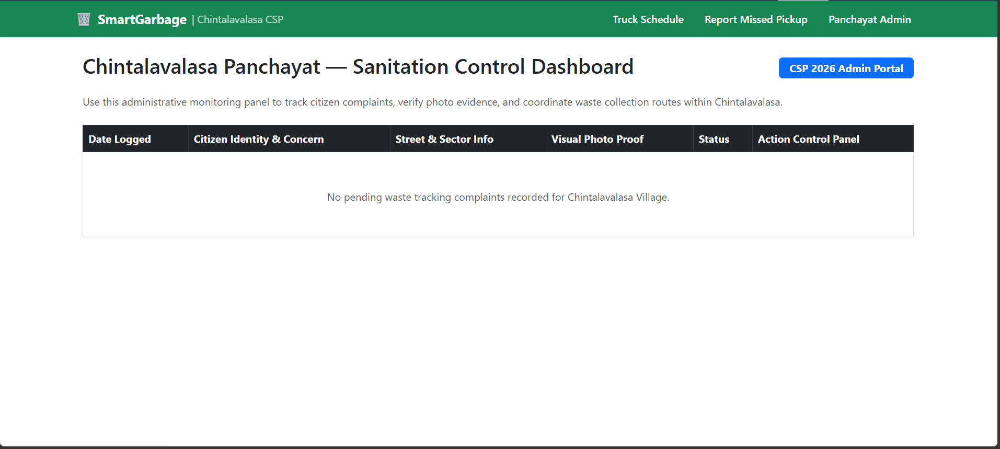 SmartGarbage | Chintalavalasa CSP
Truck Schedule
Report Missed Pickup
Panchayat Admin
Chintalavalasa Panchayat — Sanitation Control Dashboard
CSP 2026 Admin Portal
Use this administrative monitoring panel to track citizen complaints, verify photo evidence, and coordinate waste collection routes within Chintalavalasa.
Date Logged
Citizen Identity & Concern
Street & Sector Info
Visual Photo Proof
Status
Action Control Panel
No pending waste tracking complaints recorded for Chintalavalasa Village.